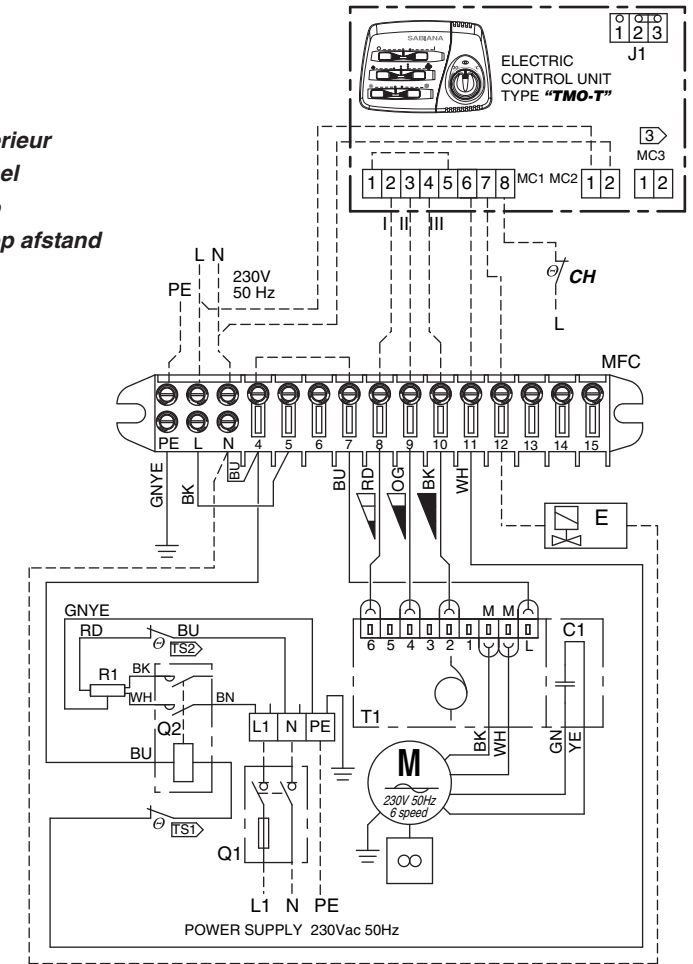 SABIANA
1 2 3
J1
ELECTRIC
CONTROL UNIT
TYPE "TMO-T"
3
MC3
rieur
el
p afstand
1 2 3 4 5 6 7 8 MC1 MC2 1 2 1 2
I II III
CH
L
L N
230V
50 Hz
PE
MFC
PE L N 4 5 6 7 8 9 10 11 12 13 14 15
GNYE BK BU BU RD OG BK WH
E
GNYE
RD BU
TS2
R1 BK
WH BN
Q2
L1 N PE
BU
TS1
Q1
L1 N PE
POWER SUPPLY 230Vac 50Hz
M M
6 5 4 3 2 1 L
C1
T1
BK WH GN YE
M
230V 50Hz
6 speed